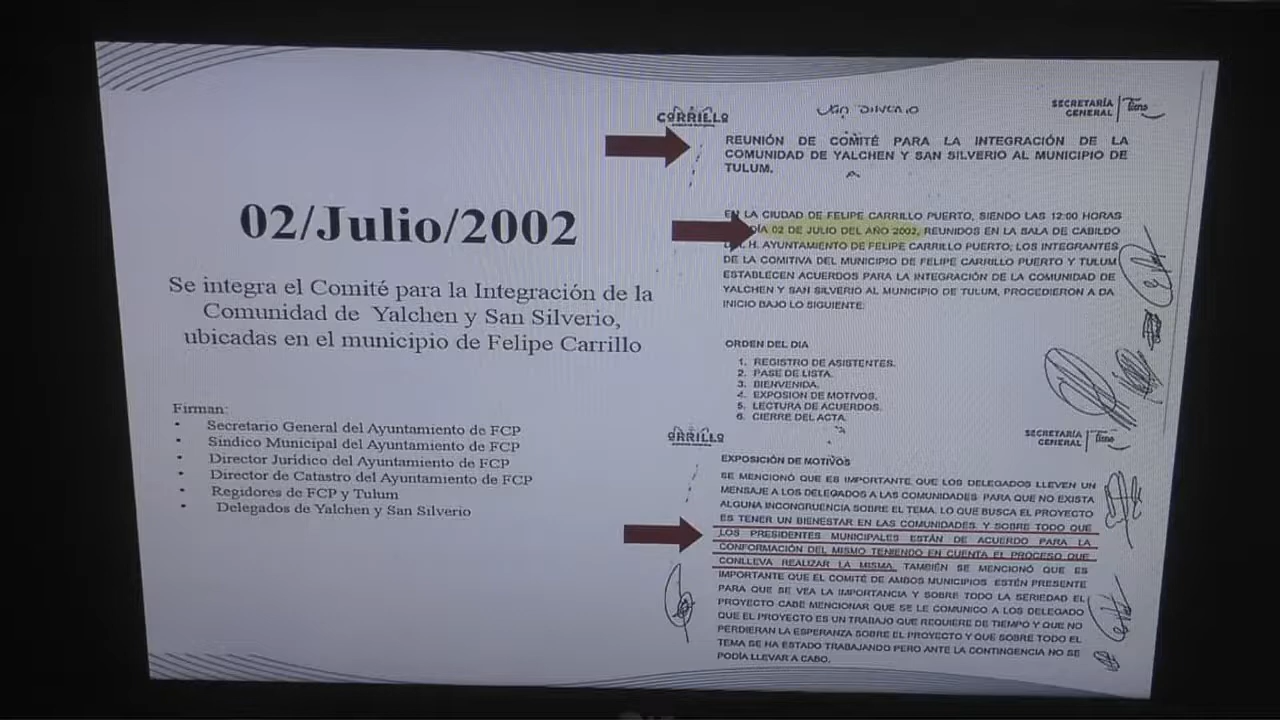 02/Julio/2002
Se integra el Comité para la Integración de la
Comunidad de Yalchen y San Silverio,
ubicadas en el municipio de Felipe Carrillo
Firman:
• Secretario General del Ayuntamiento de FCP
• Sindico Municipal del Ayuntamiento de FCP
• Director Jurídico del Ayuntamiento de FCP
• Director de Catastro del Ayuntamiento de FCP
• Regidores de FCP y Tulum
• Delegados de Yalchen y San Silverio
CARRILLO
SECRETARÍA
GENERAL
REUNIÓN DE COMITÉ PARA LA INTEGRACIÓN DE LA
COMUNIDAD DE YALCHEN Y SAN SILVERIO AL MUNICIPIO DE
TULUM.
EN LA CIUDAD DE FELIPE CARRILLO PUERTO, SIENDO LAS 12:00 HORAS
DÍA 02 DE JULIO DEL AÑO 2002, REUNIDOS EN LA SALA DE CABILDO
H. AYUNTAMIENTO DE FELIPE CARRILLO PUERTO; LOS INTEGRANTES
DE LA COMITIVA DEL MUNICIPIO DE FELIPE CARRILLO PUERTO Y TULUM
ESTABLECEN ACUERDOS PARA LA INTEGRACIÓN DE LA COMUNIDAD DE
YALCHEN Y SAN SILVERIO AL MUNICIPIO DE TULUM, PROCEDIERON A DA
INICIO BAJO LO SIGUIENTE:
ORDEN DEL DIA
1. REGISTRO DE ASISTENTES.
2. PASE DE LISTA.
3. BIENVENIDA.
4. EXPOSION DE MOTIVOS.
5. LECTURA DE ACUERDOS.
6. CIERRE DEL ACTA.
SECRETARÍA
GENERAL
EXPOSICIÓN DE MOTIVOS
SE MENCIONÓ QUE ES IMPORTANTE QUE LOS DELEGADOS LLEVEN UN
MENSAJE A LOS DELEGADOS A LAS COMUNIDADES PARA QUE NO EXISTA
ALGUNA INCONGRUENCIA SOBRE EL TEMA. LO QUE BUSCA EL PROYECTO
ES TENER UN BIENESTAR EN LAS COMUNIDADES. Y SOBRE TODO QUE
LOS PRESIDENTES MUNICIPALES ESTÁN DE ACUERDO PARA LA
CONFORMACIÓN DEL MISMO TENIENDO EN CUENTA EL PROCESO QUE
CONLLEVA REALIZAR LA MISMA. TAMBIÉN SE MENCIONÓ QUE ES
IMPORTANTE QUE EL COMITÉ DE AMBOS MUNICIPIOS ESTÉN PRESENTE
PARA QUE SE VEA LA IMPORTANCIA Y SOBRE TODO LA SERIEDAD EL
PROYECTO CABE MENCIONAR QUE SE LE COMUNICO A LOS DELEGADO
QUE EL PROYECTO ES UN TRABAJO QUE REQUIERE DE TIEMPO Y QUE NO
PERDIERAN LA ESPERANZA SOBRE EL PROYECTO Y QUE SOBRE TODO EL
TEMA SE HA ESTADO TRABAJANDO PERO ANTE LA CONTINGENCIA NO SE
PODÍA LLEVAR A CABO.